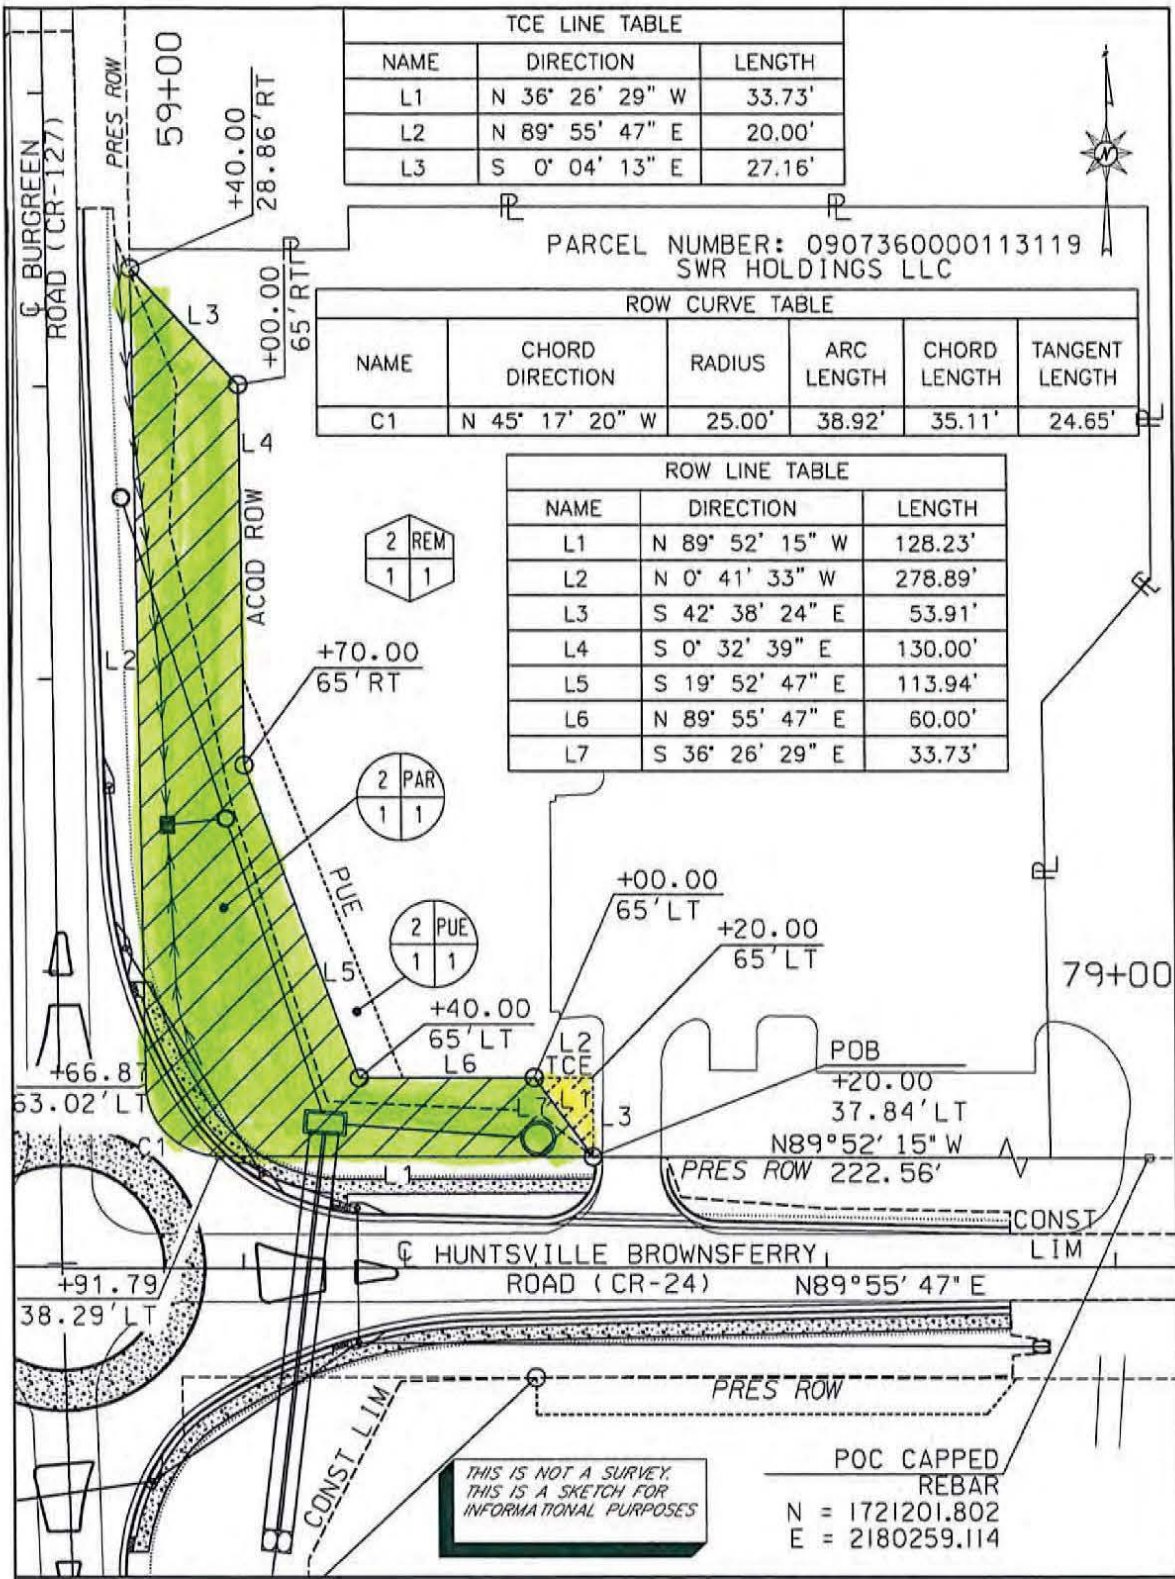 TCE LINE TABLE
NAME DIRECTION LENGTH
L1 N 36° 26' 29" W 33.73'
L2 N 89° 55' 47" E 20.00'
L3 S 0° 04' 13" E 27.16'
PRES ROW
59+00
+40.00
28.86'RT
℄ BURGREEN
ROAD (CR-127)
PL
PL
PARCEL NUMBER: 0907360000113119
SWR HOLDINGS LLC
N
PL
+00.00
65'RT
L3
ROW CURVE TABLE
NAME CHORD DIRECTION RADIUS ARC LENGTH CHORD LENGTH TANGENT LENGTH
C1 N 45° 17' 20" W 25.00' 38.92' 35.11' 24.65'
PL
L4
ROW LINE TABLE
NAME DIRECTION LENGTH
L1 N 89° 52' 15" W 128.23'
L2 N 0° 41' 33" W 278.89'
L3 S 42° 38' 24" E 53.91'
L4 S 0° 32' 39" E 130.00'
L5 S 19° 52' 47" E 113.94'
L6 N 89° 55' 47" E 60.00'
L7 S 36° 26' 29" E 33.73'
ACQD ROW
2 REM
1 1
PL
L2
+70.00
65'RT
2 PAR
1 1
PUE
PL
+00.00
65'LT
2 PUE
1 1
+20.00
65'LT
L5
79+00
+40.00
65'LT
L6
L2
TCE
POB
+20.00
37.84'LT
+66.87
63.02'LT
L7
L1
L3
C1
N89°52'15"W
PRES ROW 222.56'
L1
CONST
LIM
℄ HUNTSVILLE BROWNSFERRY
ROAD (CR-24) N89°55'47"E
+91.79
38.29'LT
PRES ROW
CONST LIM
THIS IS NOT A SURVEY.
THIS IS A SKETCH FOR
INFORMATIONAL PURPOSES
POC CAPPED
REBAR
N = 1721201.802
E = 2180259.114